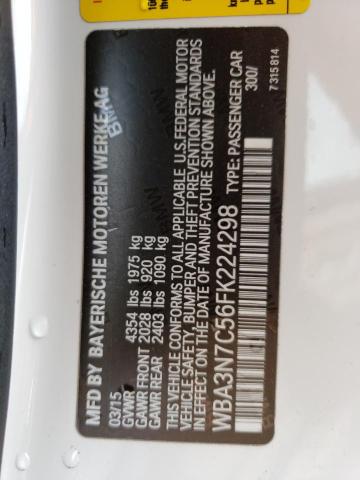 MFD BY BAYERISCHE MOTOREN WERKE AG
03/15
GVWR 4354 lbs 1975 kg
GAWR FRONT 2028 lbs 920 kg
GAWR REAR 2403 lbs 1090 kg
THIS VEHICLE CONFORMS TO ALL APPLICABLE U.S. FEDERAL MOTOR
VEHICLE SAFETY, BUMPER AND THEFT PREVENTION STANDARDS
IN EFFECT ON THE DATE OF MANUFACTURE SHOWN ABOVE.
WBA3N7C56FK224298 TYPE: PASSENGER CAR
300/
7 315 814
BMW
BMW
BMW